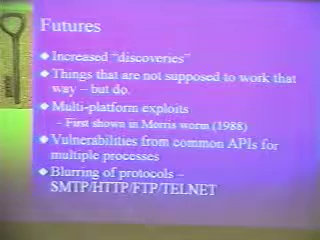 Futures
Increased "discoveries"
Things that are not supposed to work that
way – but do.
Multi-platform exploits
– First shown in Morris worm (1988)
Vulnerabilities from common APIs for
multiple processes
Blurring of protocols –
SMTP/HTTP/FTP/TELNET